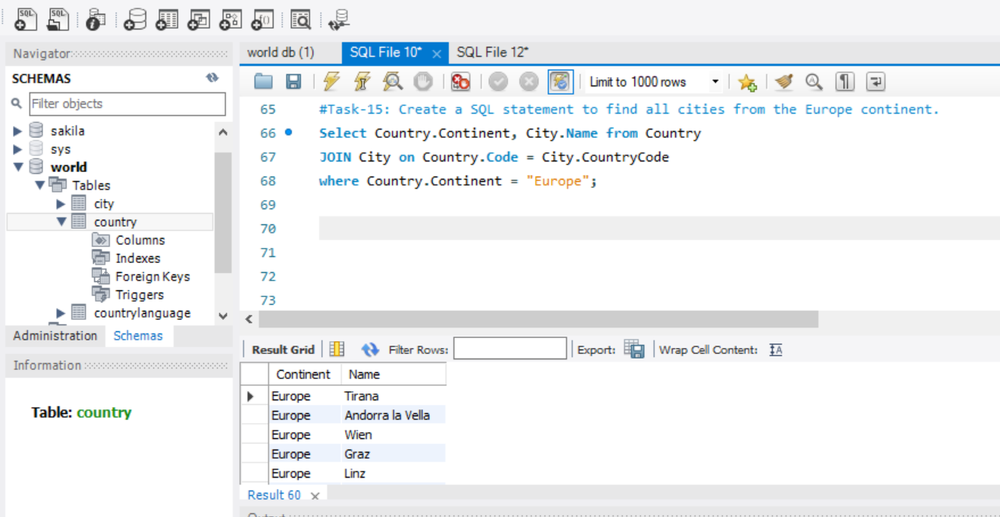 SQL SQL
Navigator
SCHEMAS
Filter objects
sakila
sys
world
Tables
city
country
Columns
Indexes
Foreign Keys
Triggers
countrylanguage
Administration Schemas
Information
Table: country
world db (1) SQL File 10* × SQL File 12*
Limit to 1000 rows
65 #Task-15: Create a SQL statement to find all cities from the Europe continent.
66 Select Country.Continent, City.Name from Country
67 JOIN City on Country.Code = City.CountryCode
68 where Country.Continent = "Europe";
69
70
71
72
73
Result Grid Filter Rows: Export: Wrap Cell Content: IA
Continent Name
Europe Tirana
Europe Andorra la Vella
Europe Wien
Europe Graz
Europe Linz
Result 60 ×
Output